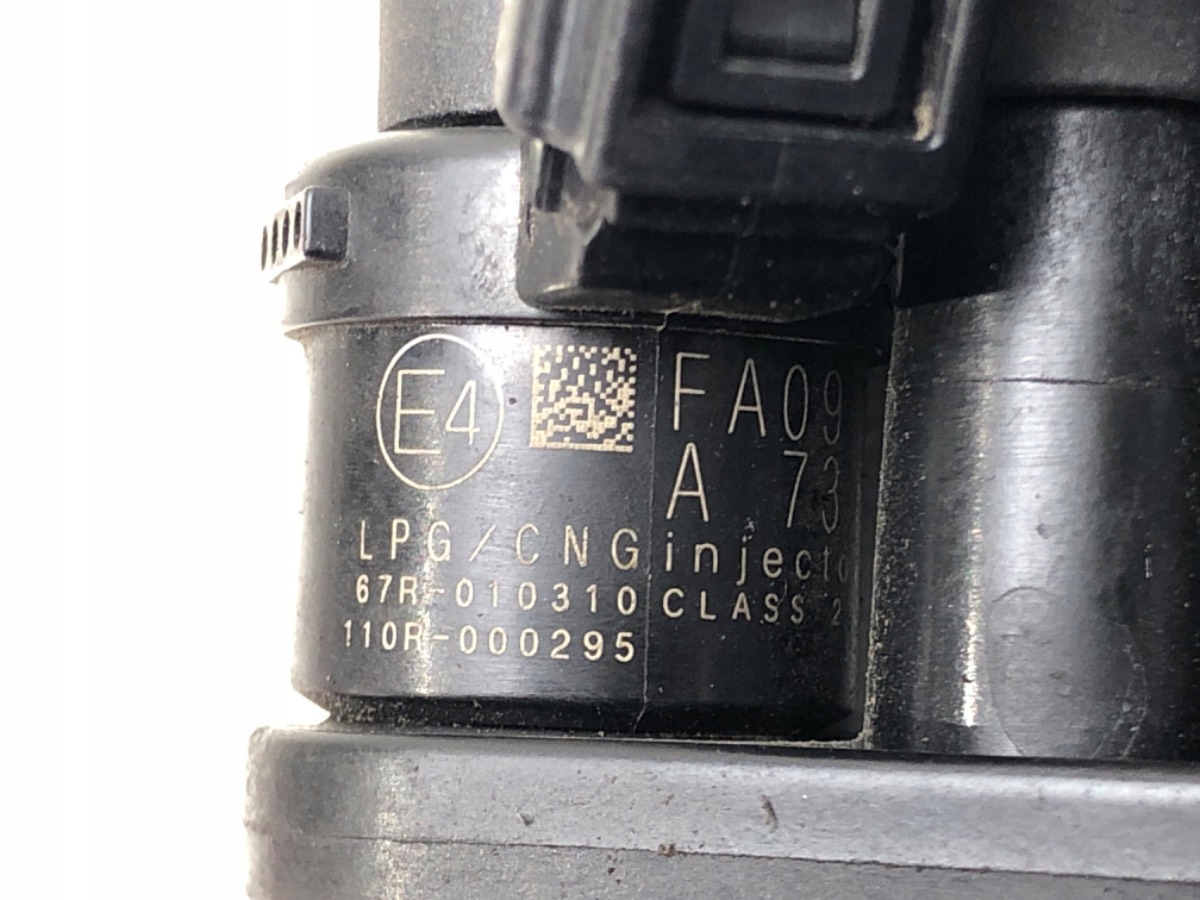 E4
FA09
A 73
LPG/CNG injecto
67R-010310 CLASS 2
110R-000295